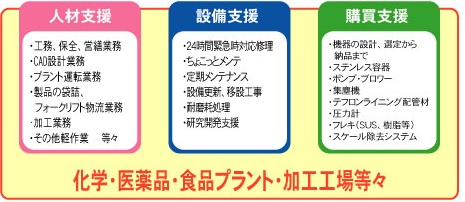 人材支援
・工務、保全、営繕業務
・CAD設計業務
・プラント運転業務
・製品の袋詰、
フォークリフト物流業務
・加工業務
・その他軽作業 等々
設備支援
・24時間緊急時対応修理
・ちょこっとメンテ
・定期メンテナンス
・設備更新、移設工事
・耐磨耗処理
・研究開発支援
購買支援
・機器の設計、選定から
納品まで
・ステンレス容器
・ポンプ・ブロワー
・集塵機
・テフロンライニング配管材
・圧力計
・フレキ(SUS、樹脂等)
・スケール除去システム
化学・医薬品・食品プラント・加工工場等々